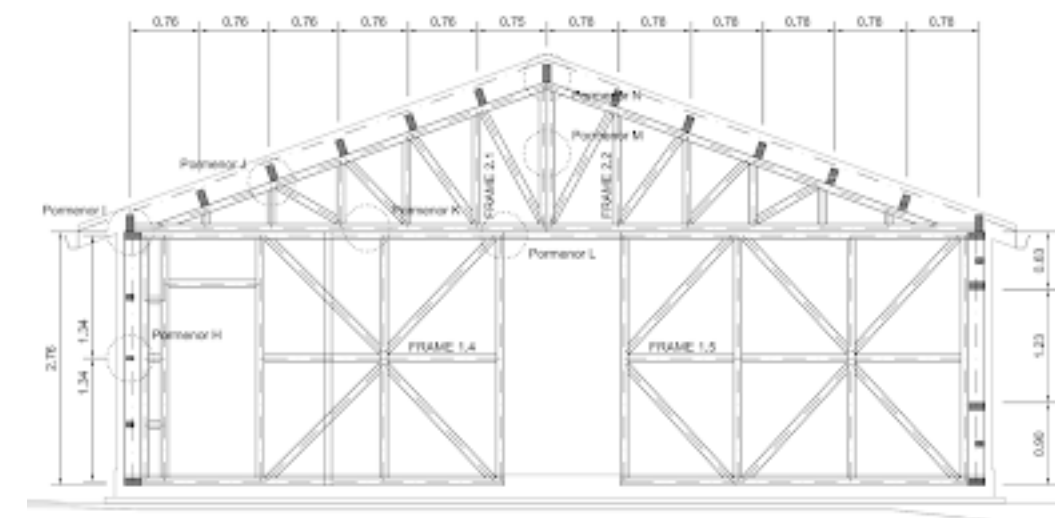 0.76 0.76 0.76 0.76 0.76 0.75 0.78 0.78 0.78 0.78 0.78 0.78
Pormenor N
Pormenor M
Pormenor J
FRAME 2.1
FRAME 2.2
Pormenor I
Pormenor K
Pormenor L
Pormenor H
FRAME 1.4
FRAME 1.5
2.76
1.34
1.34
0.63
1.23
0.90